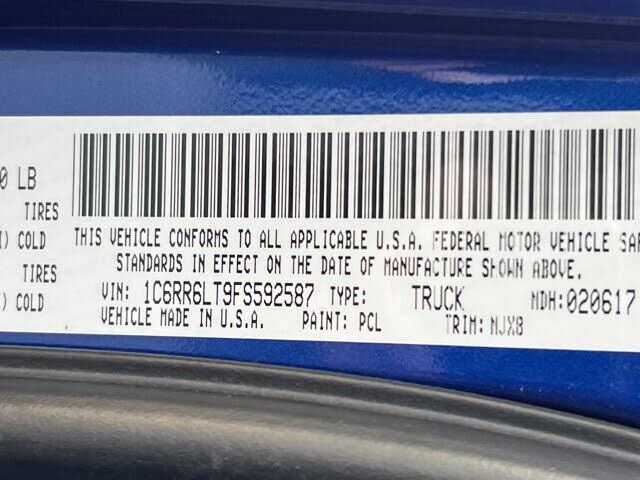 0 LB
TIRES
) COLD
TIRES
) COLD
THIS VEHICLE CONFORMS TO ALL APPLICABLE U.S.A. FEDERAL MOTOR VEHICLE SAF
STANDARDS IN EFFECT ON THE DATE OF MANUFACTURE SHOWN ABOVE.
VIN: 1C6RR6LT9FS592587 TYPE: TRUCK MDH:020617
VEHICLE MADE IN U.S.A. PAINT: PCL TRIM: MJX8